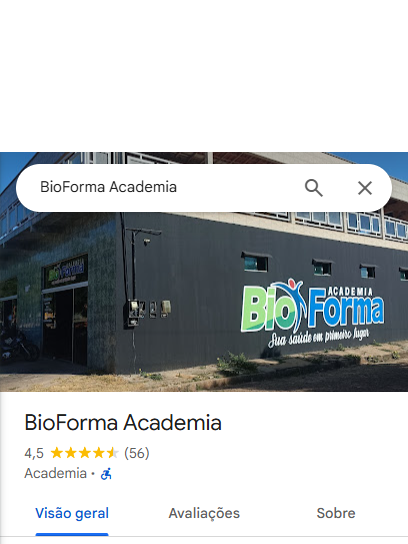 BioForma Academia
ACADEMIA
BioForma
Sua saúde em primeiro lugar
BioForma Academia
4,5 (56)
Academia ·
Visão geral
Avaliações
Sobre